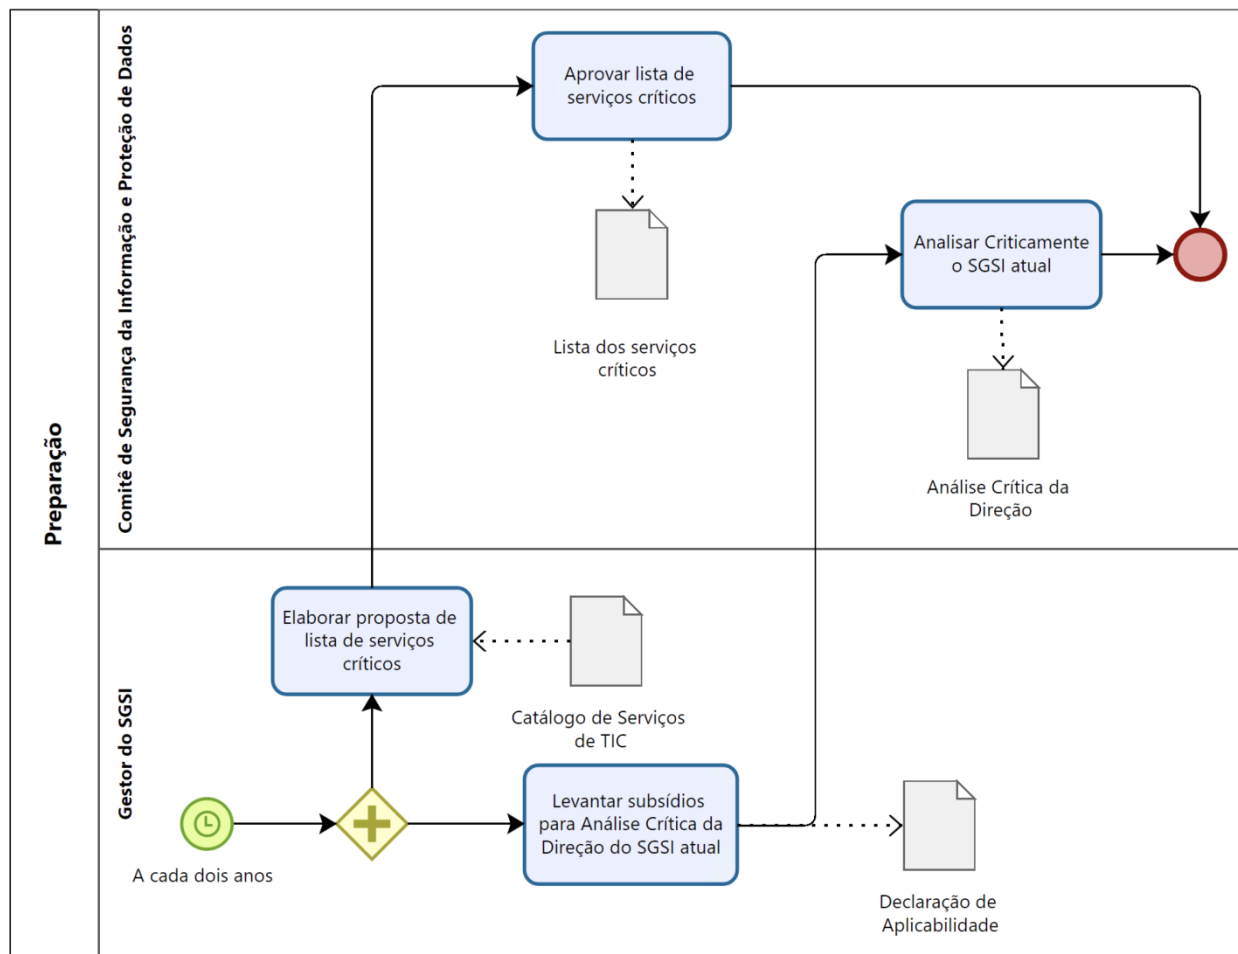 Preparação
Comitê de Segurança da Informação e Proteção de Dados
Aprovar lista de
serviços críticos
Lista dos serviços
críticos
Analisar Criticamente
o SGSI atual
Análise Crítica da
Direção
Gestor do SGSI
Elaborar proposta de
lista de serviços
críticos
Catálogo de Serviços
de TIC
A cada dois anos
Levantar subsídios
para Análise Crítica da
Direção do SGSI atual
Declaração de
Aplicabilidade